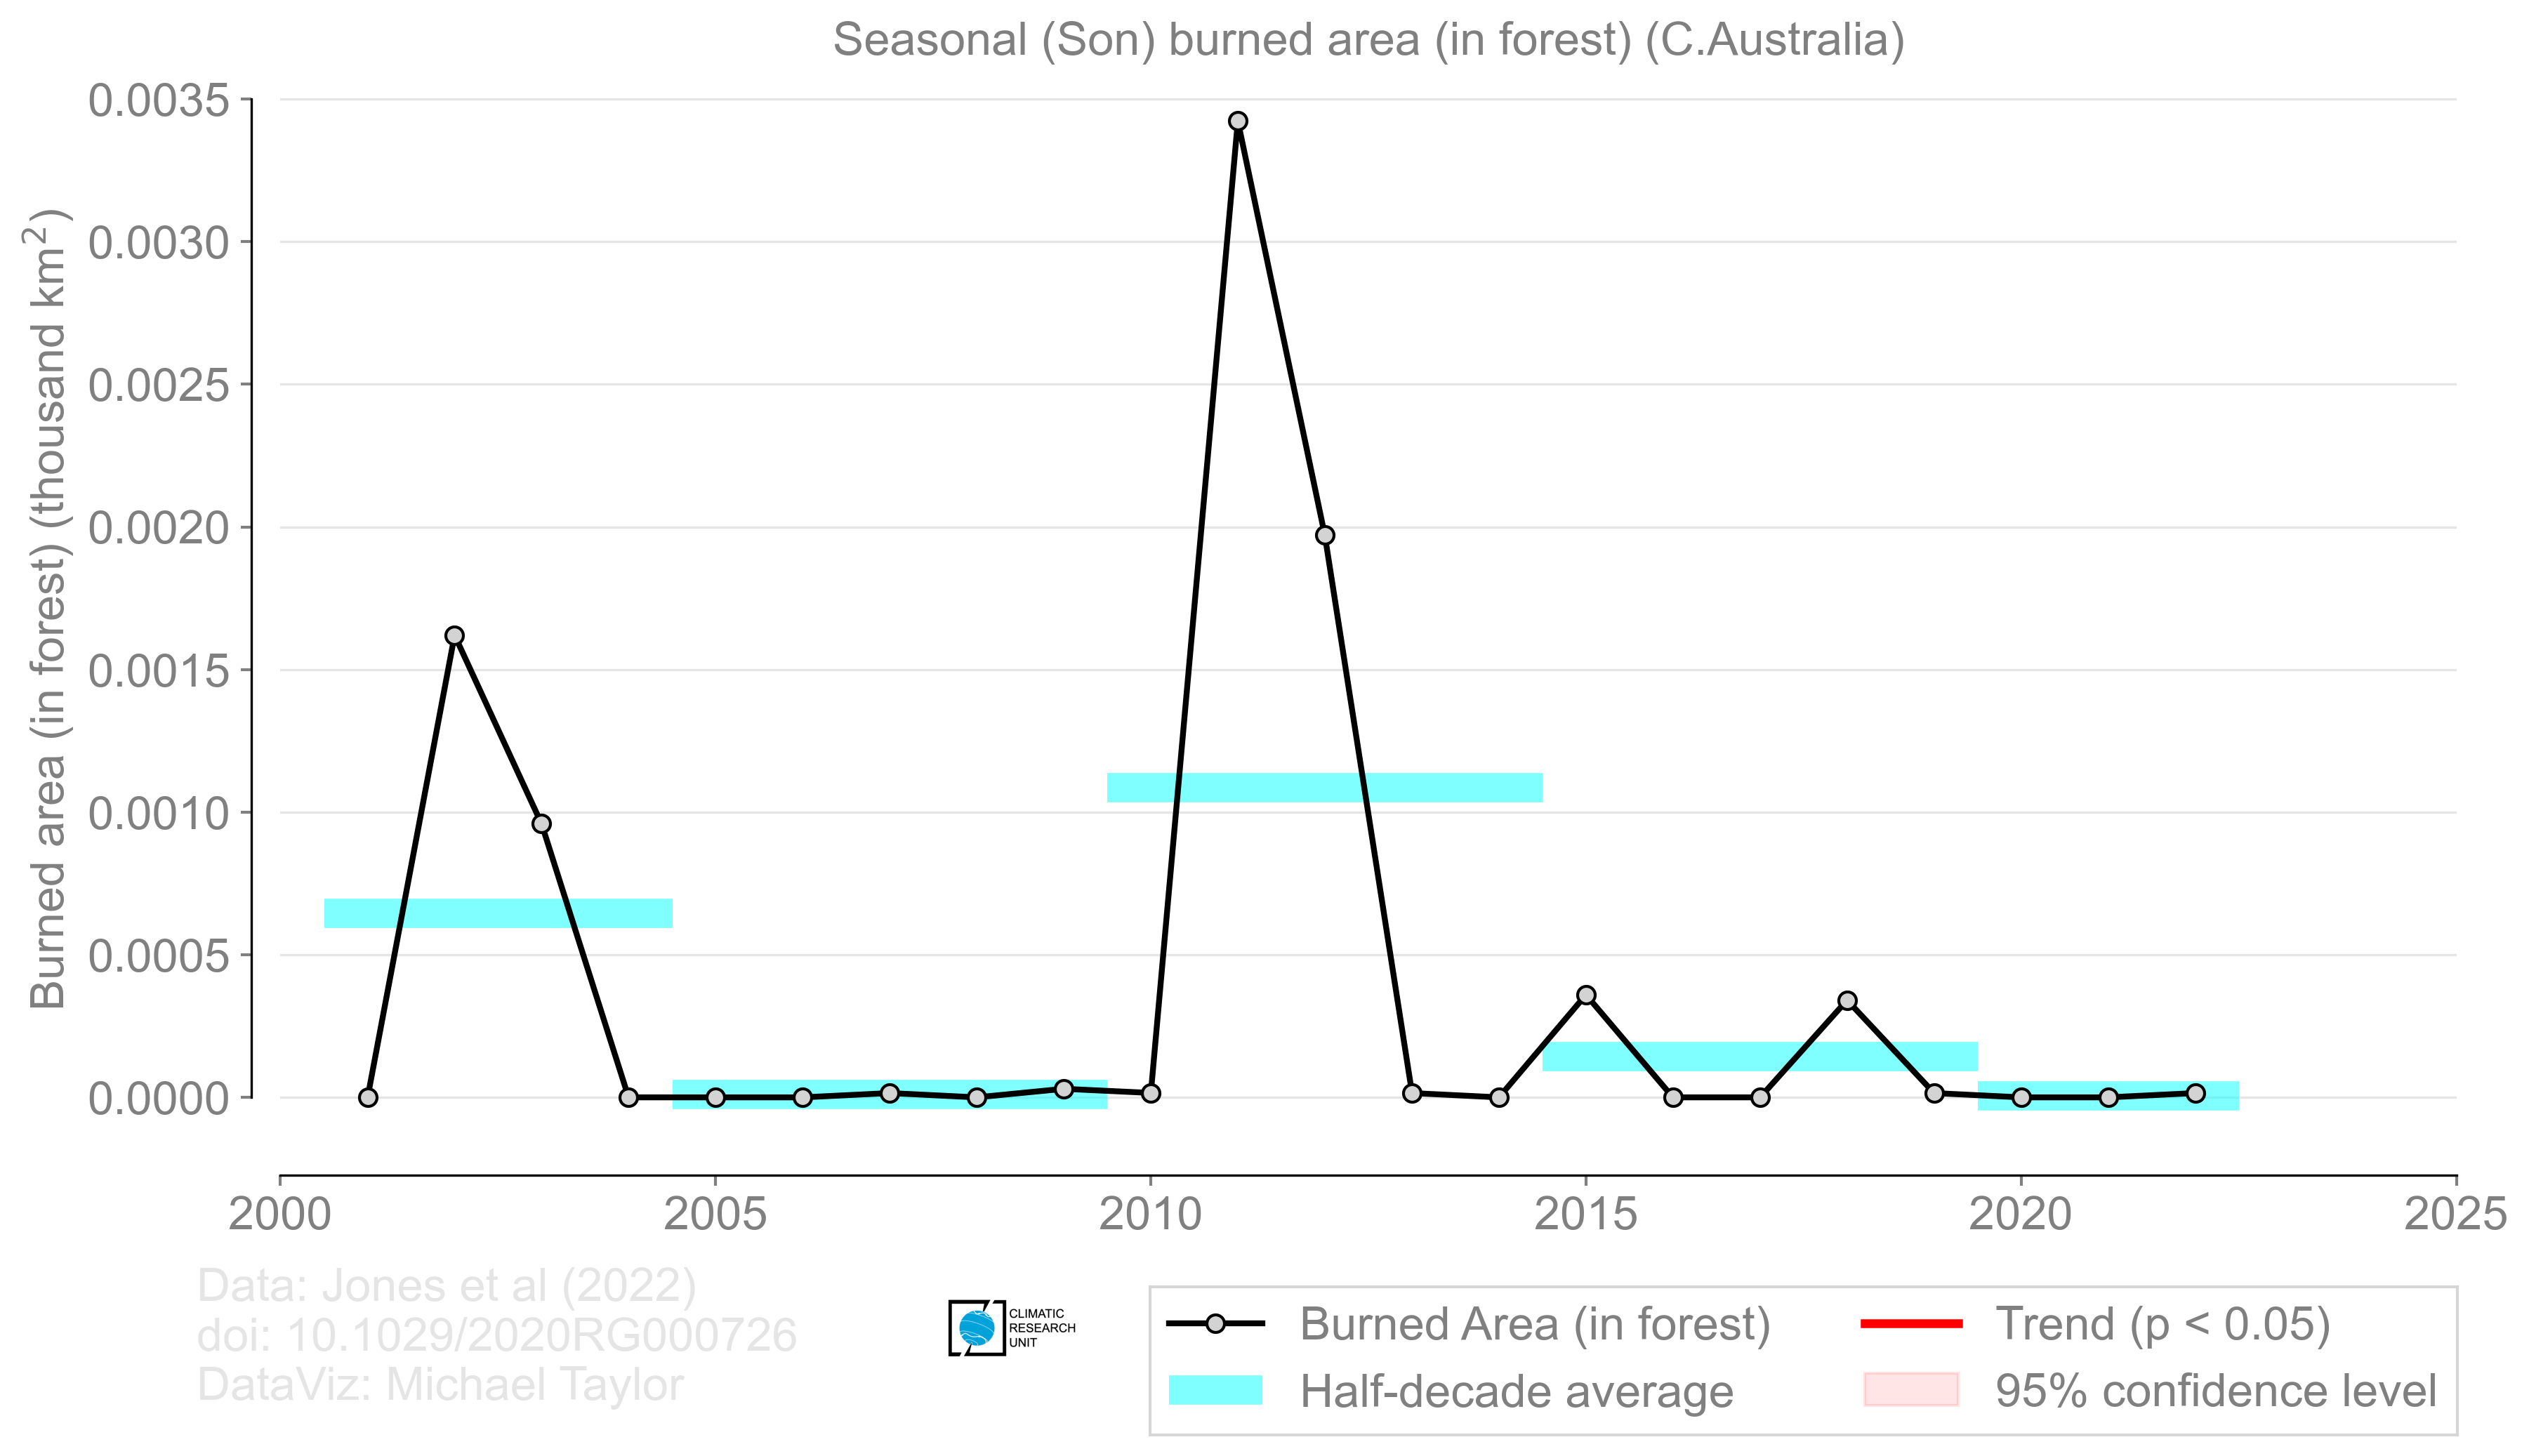 Seasonal (Son) burned area (in forest) (C.Australia)
Burned area (in forest) (thousand km²)
0.0035
0.0030
0.0025
0.0020
0.0015
0.0010
0.0005
0.0000
2000 2005 2010 2015 2020 2025
Data: Jones et al (2022)
doi: 10.1029/2020RG000726
DataViz: Michael Taylor
CLIMATIC
RESEARCH
UNIT
Burned Area (in forest)
Half-decade average
Trend (p < 0.05)
95% confidence level